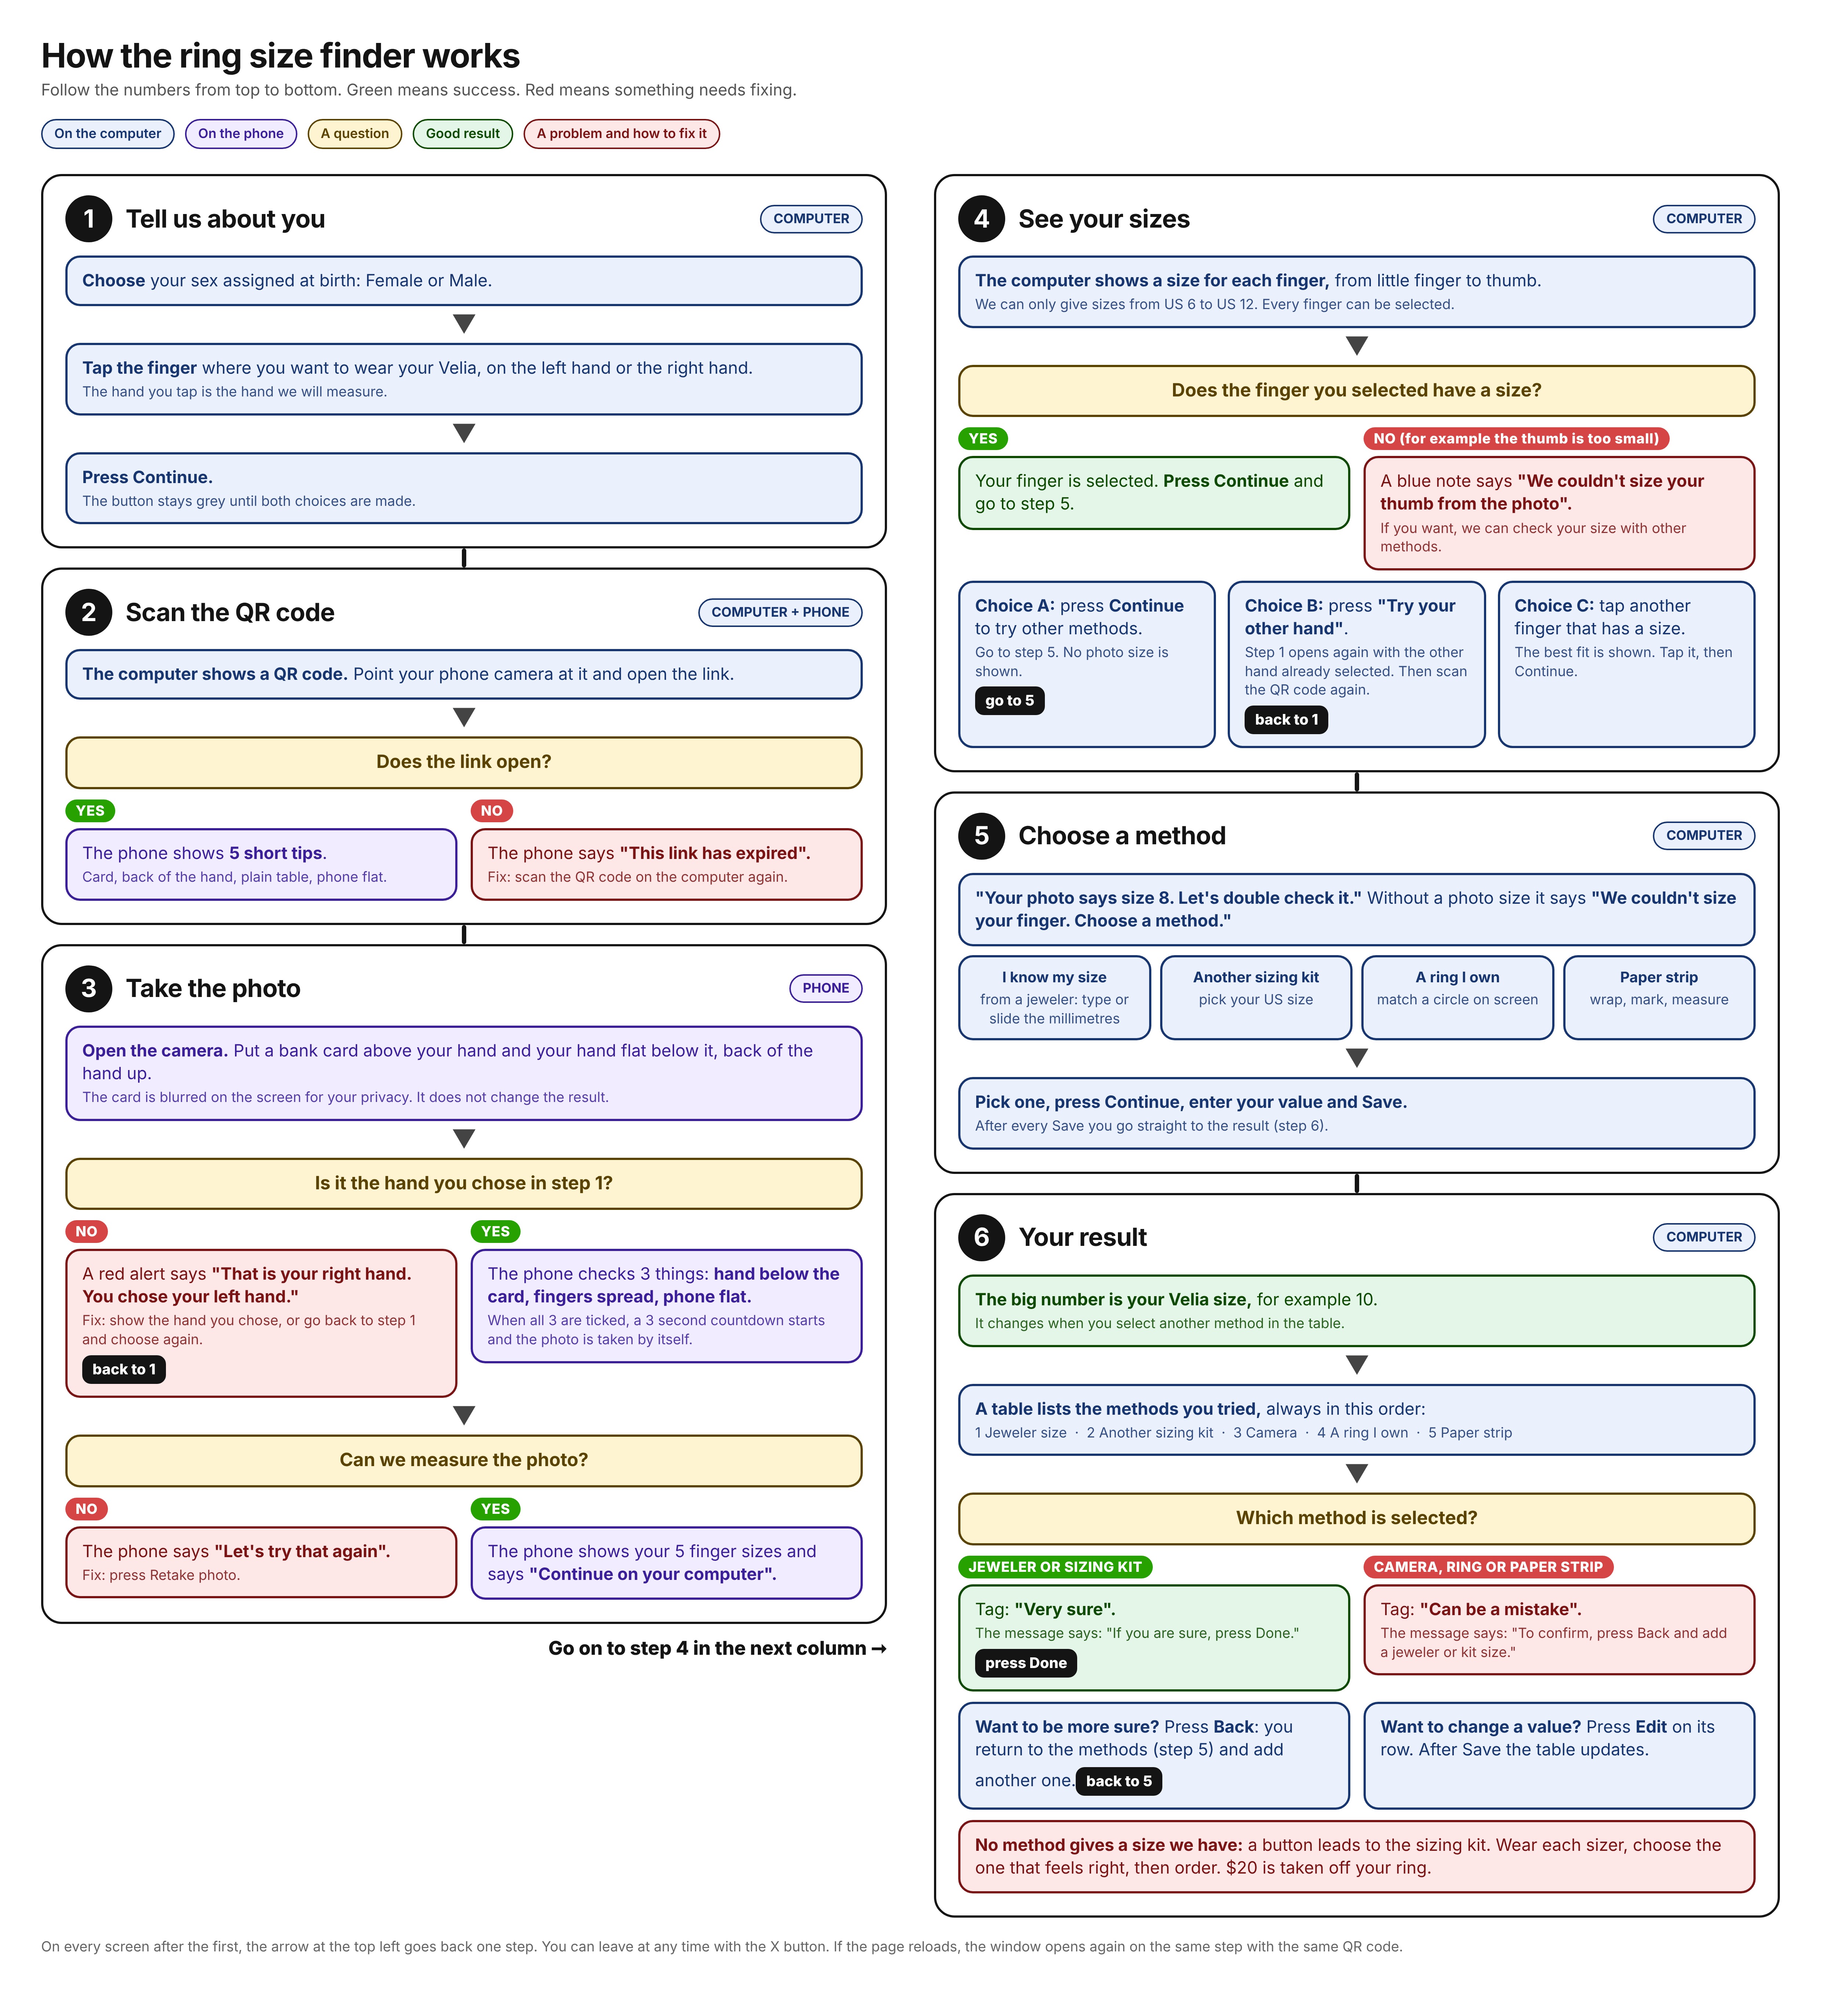 How the ring size finder works
Follow the numbers from top to bottom. Green means success. Red means something needs fixing.
On the computer
On the phone
A question
Good result
A problem and how to fix it
1
Tell us about you
COMPUTER
Choose your sex assigned at birth: Female or Male.
Tap the finger where you want to wear your Velia, on the left hand or the right hand.
The hand you tap is the hand we will measure.
Press Continue.
The button stays grey until both choices are made.
2
Scan the QR code
COMPUTER + PHONE
The computer shows a QR code. Point your phone camera at it and open the link.
Does the link open?
YES
The phone shows 5 short tips.
Card, back of the hand, plain table, phone flat.
NO
The phone says "This link has expired".
Fix: scan the QR code on the computer again.
3
Take the photo
PHONE
Open the camera. Put a bank card above your hand and your hand flat below it, back of the
hand up.
The card is blurred on the screen for your privacy. It does not change the result.
Is it the hand you chose in step 1?
NO
A red alert says "That is your right hand.
You chose your left hand."
Fix: show the hand you chose, or go back to step 1
and choose again.
back to 1
YES
The phone checks 3 things: hand below the
card, fingers spread, phone flat.
When all 3 are ticked, a 3 second countdown starts
and the photo is taken by itself.
Can we measure the photo?
NO
The phone says "Let's try that again".
Fix: press Retake photo.
YES
The phone shows your 5 finger sizes and
says "Continue on your computer".
Go on to step 4 in the next column →
4
See your sizes
COMPUTER
The computer shows a size for each finger, from little finger to thumb.
We can only give sizes from US 6 to US 12. Every finger can be selected.
Does the finger you selected have a size?
YES
Your finger is selected. Press Continue and
go to step 5.
NO (for example the thumb is too small)
A blue note says "We couldn't size your
thumb from the photo".
If you want, we can check your size with other
methods.
Choice A: press Continue
to try other methods.
Go to step 5. No photo size is
shown.
go to 5
Choice B: press "Try your
other hand".
Step 1 opens again with the other
hand already selected. Then scan
the QR code again.
back to 1
Choice C: tap another
finger that has a size.
The best fit is shown. Tap it, then
Continue.
5
Choose a method
COMPUTER
"Your photo says size 8. Let's double check it." Without a photo size it says "We couldn't size
your finger. Choose a method."
I know my size
from a jeweler: type or
slide the millimetres
Another sizing kit
pick your US size
A ring I own
match a circle on screen
Paper strip
wrap, mark, measure
Pick one, press Continue, enter your value and Save.
After every Save you go straight to the result (step 6).
6
Your result
COMPUTER
The big number is your Velia size, for example 10.
It changes when you select another method in the table.
A table lists the methods you tried, always in this order:
1 Jeweler size · 2 Another sizing kit · 3 Camera · 4 A ring I own · 5 Paper strip
Which method is selected?
JEWELER OR SIZING KIT
Tag: "Very sure".
The message says: "If you are sure, press Done."
press Done
CAMERA, RING OR PAPER STRIP
Tag: "Can be a mistake".
The message says: "To confirm, press Back and add
a jeweler or kit size."
Want to be more sure? Press Back: you
return to the methods (step 5) and add
another one. back to 5
Want to change a value? Press Edit on its
row. After Save the table updates.
No method gives a size we have: a button leads to the sizing kit. Wear each sizer, choose the
one that feels right, then order. $20 is taken off your ring.
On every screen after the first, the arrow at the top left goes back one step. You can leave at any time with the X button. If the page reloads, the window opens again on the same step with the same QR code.